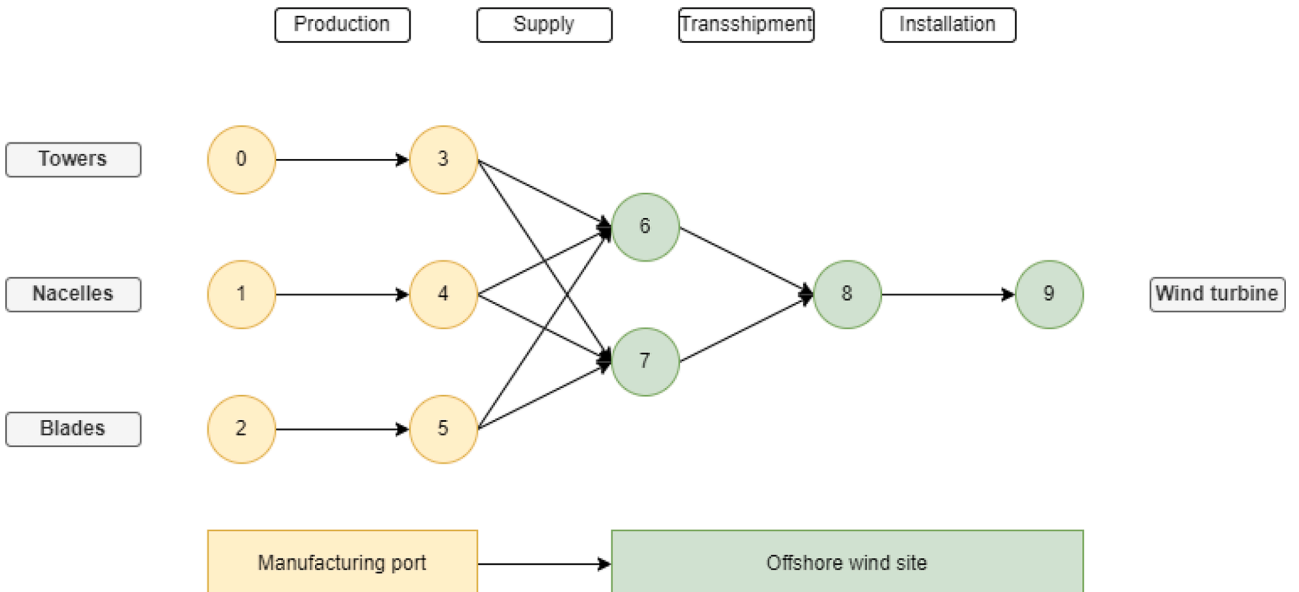 Production Supply Transshipment Installation
Towers 0 3
6
Nacelles 1 4 8 9 Wind turbine
7
Blades 2 5
Manufacturing port Offshore wind site